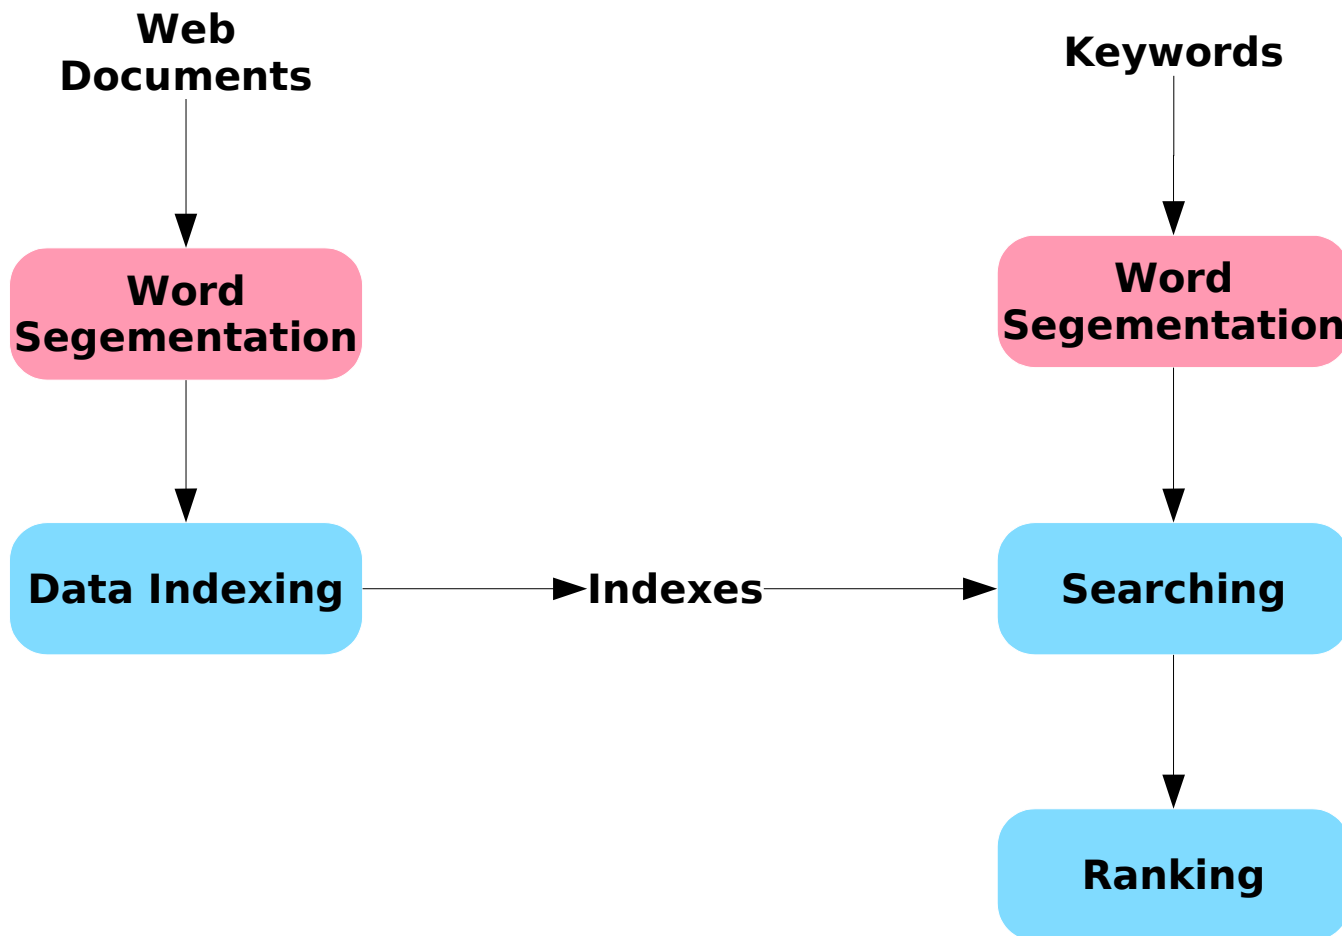 Web
Documents
Keywords
Word
Segementation
Word
Segementation
Data Indexing
Indexes
Searching
Ranking